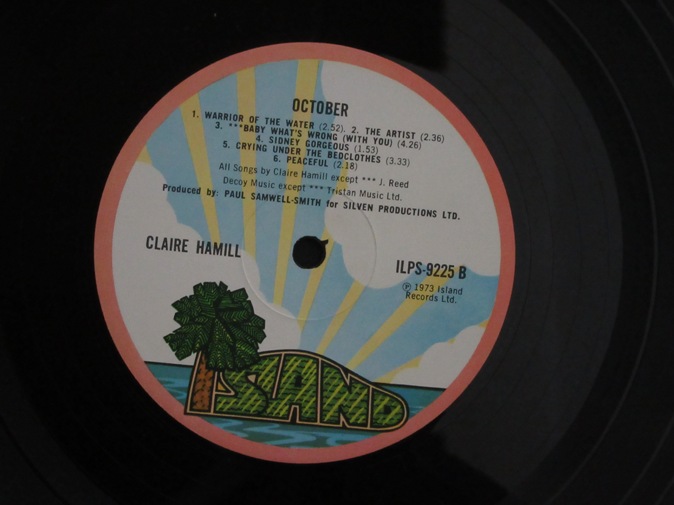 OCTOBER
1. WARRIOR OF THE WATER (2.52). 2. THE ARTIST (2.36)
3. ***BABY WHAT'S WRONG (WITH YOU) (4.26)
4. SIDNEY GORGEOUS (1.53)
5. CRYING UNDER THE BEDCLOTHES (3.33)
6. PEACEFUL (2.18)
All Songs by Claire Hamill except *** J. Reed
Decoy Music except *** Tristan Music Ltd.
Produced by: PAUL SAMWELL-SMITH for SILVEN PRODUCTIONS LTD.
CLAIRE HAMILL
ILPS-9225 B
℗ 1973 Island
Records Ltd.
ISLAND